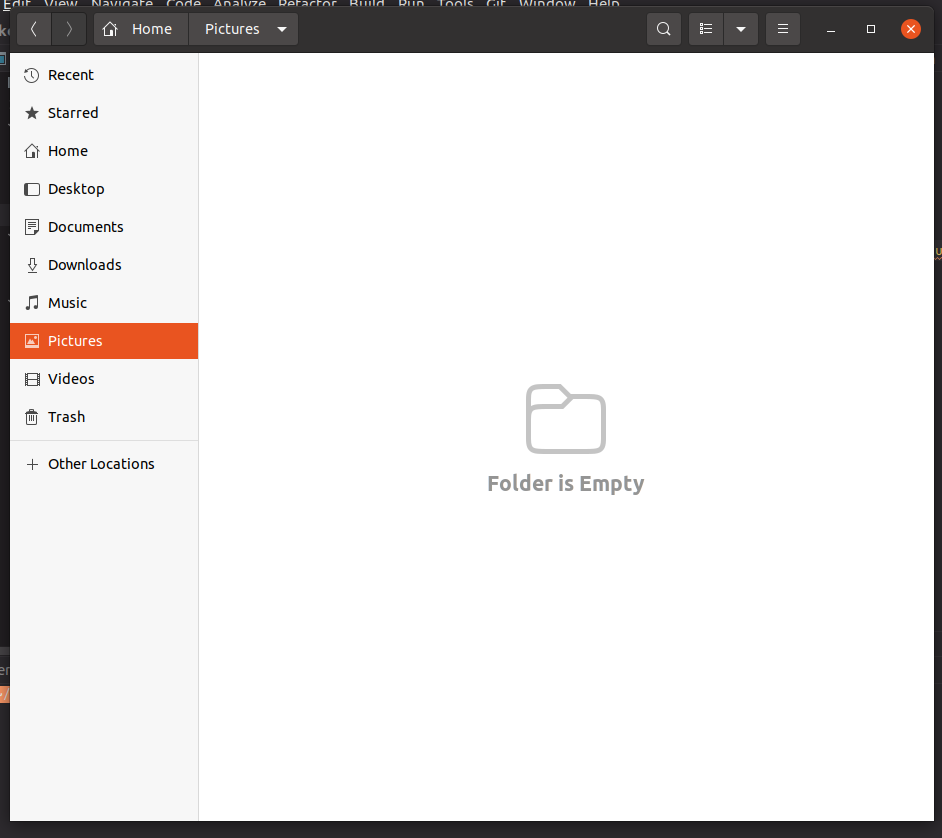 Edit View Navigate Code Analyze Refactor Build Run Tools Git Window Help
Home Pictures
Recent
Starred
Home
Desktop
Documents
Downloads
Music
Pictures
Videos
Trash
Other Locations
Folder is Empty